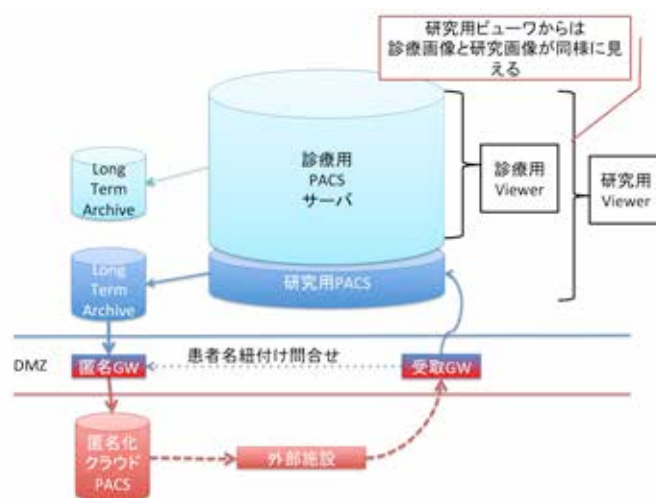 研究用ビューワからは
診療画像と研究画像が同様に見
える
診療用
PACS
サーバ
診療用
Viewer
研究用
Viewer
Long
Term
Archive
Long
Term
Archive
研究用PACS
DMZ
匿名GW
患者名紐付け問合せ
受取GW
匿名化
クラウド
PACS
外部施設